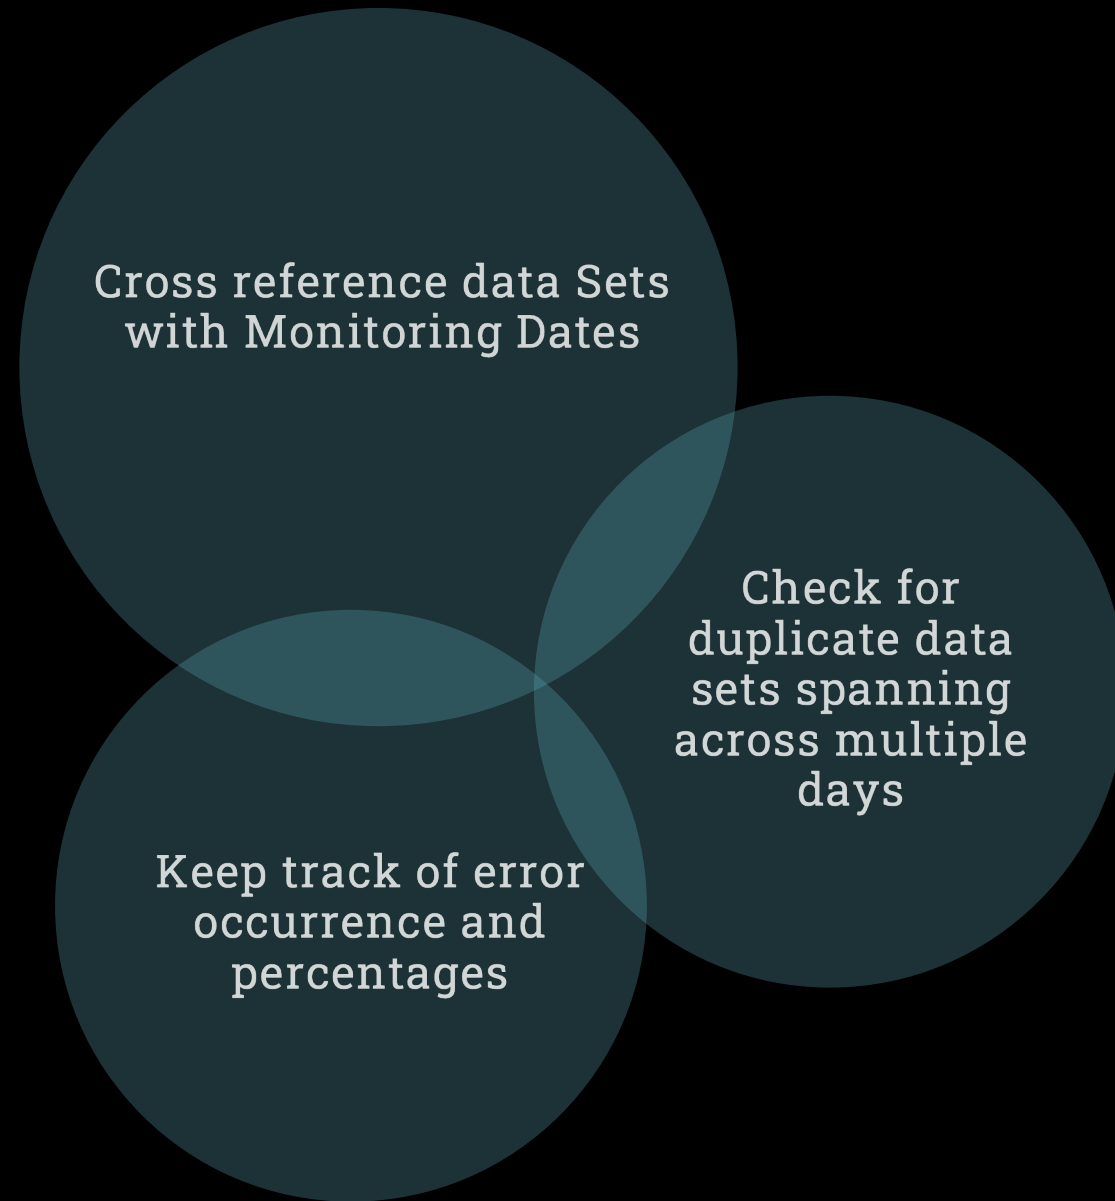 Cross reference data Sets
with Monitoring Dates
Check for
duplicate data
sets spanning
across multiple
days
Keep track of error
occurrence and
percentages